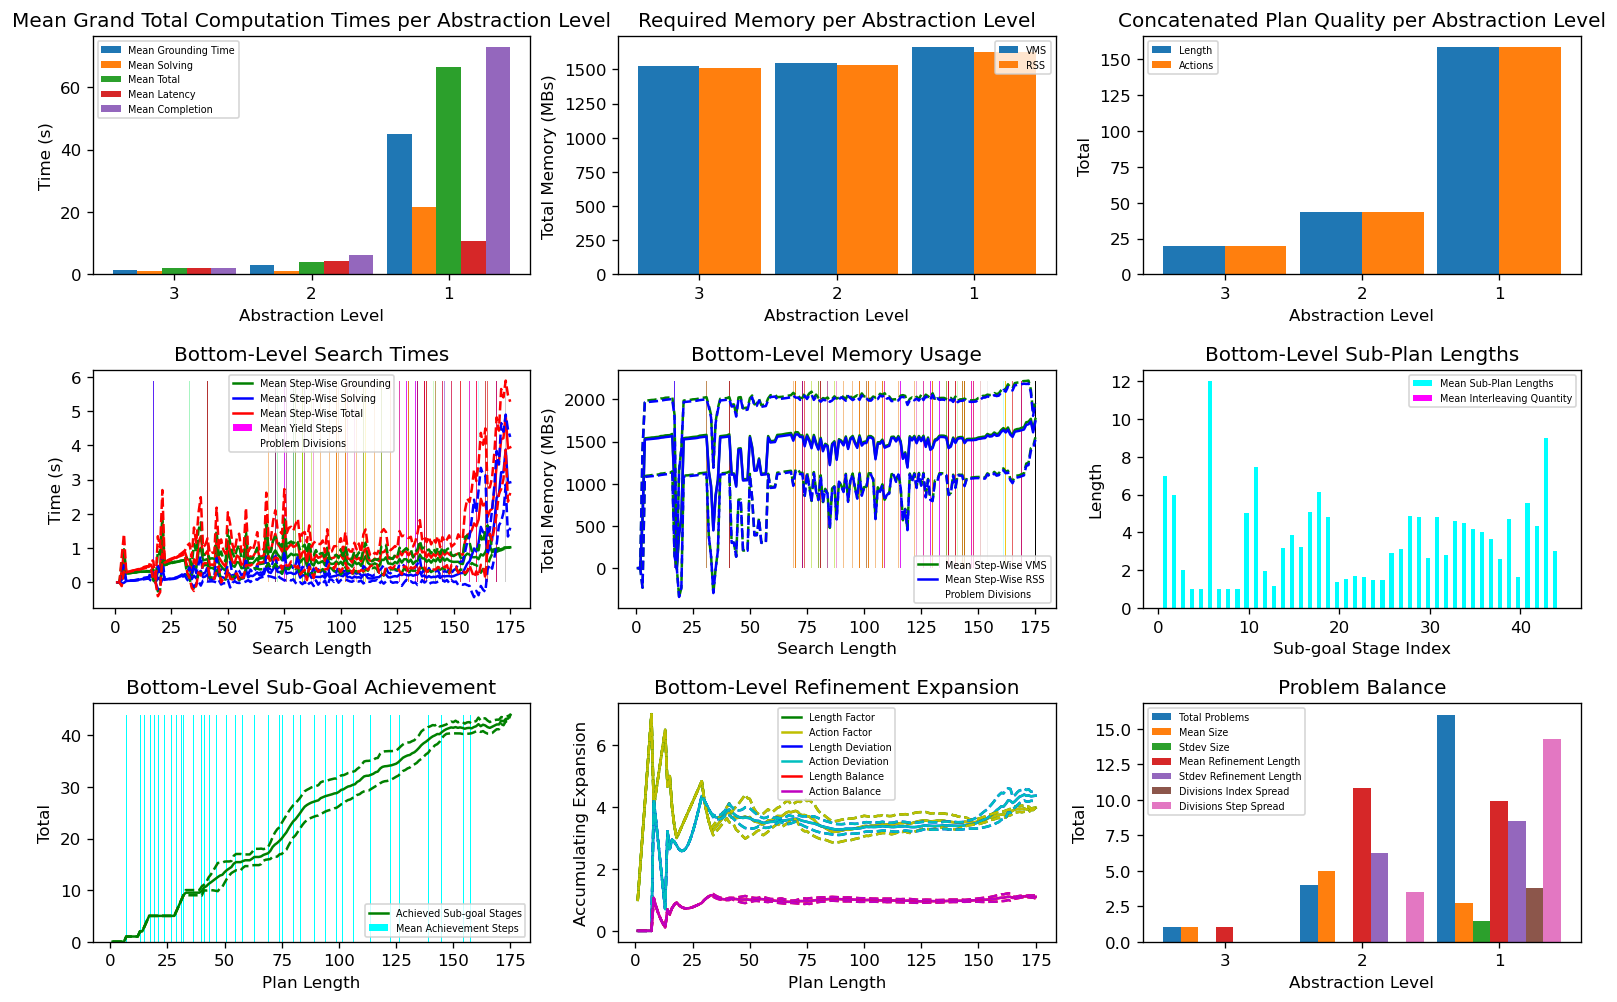 Mean Grand Total Computation Times per Abstraction Level
Time (s)
60
40
20
0
Mean Grounding Time
Mean Solving
Mean Total
Mean Latency
Mean Completion
3 2 1
Abstraction Level
Required Memory per Abstraction Level
Total Memory (MBs)
1500
1250
1000
750
500
250
0
VMS
RSS
3 2 1
Abstraction Level
Concatenated Plan Quality per Abstraction Level
Total
150
125
100
75
50
25
0
Length
Actions
3 2 1
Abstraction Level
Bottom-Level Search Times
Time (s)
6
5
4
3
2
1
0
Mean Step-Wise Grounding
Mean Step-Wise Solving
Mean Step-Wise Total
Mean Yield Steps
Problem Divisions
0 25 50 75 100 125 150 175
Search Length
Bottom-Level Memory Usage
Total Memory (MBs)
2000
1500
1000
500
0
Mean Step-Wise VMS
Mean Step-Wise RSS
Problem Divisions
0 25 50 75 100 125 150 175
Search Length
Bottom-Level Sub-Plan Lengths
Length
12
10
8
6
4
2
0
Mean Sub-Plan Lengths
Mean Interleaving Quantity
0 10 20 30 40
Sub-goal Stage Index
Bottom-Level Sub-Goal Achievement
Total
40
30
20
10
0
Achieved Sub-goal Stages
Mean Achievement Steps
0 25 50 75 100 125 150 175
Plan Length
Bottom-Level Refinement Expansion
Accumulating Expansion
6
4
2
0
Length Factor
Action Factor
Length Deviation
Action Deviation
Length Balance
Action Balance
0 25 50 75 100 125 150 175
Plan Length
Problem Balance
Total
15.0
12.5
10.0
7.5
5.0
2.5
0.0
Total Problems
Mean Size
Stdev Size
Mean Refinement Length
Stdev Refinement Length
Divisions Index Spread
Divisions Step Spread
3 2 1
Abstraction Level